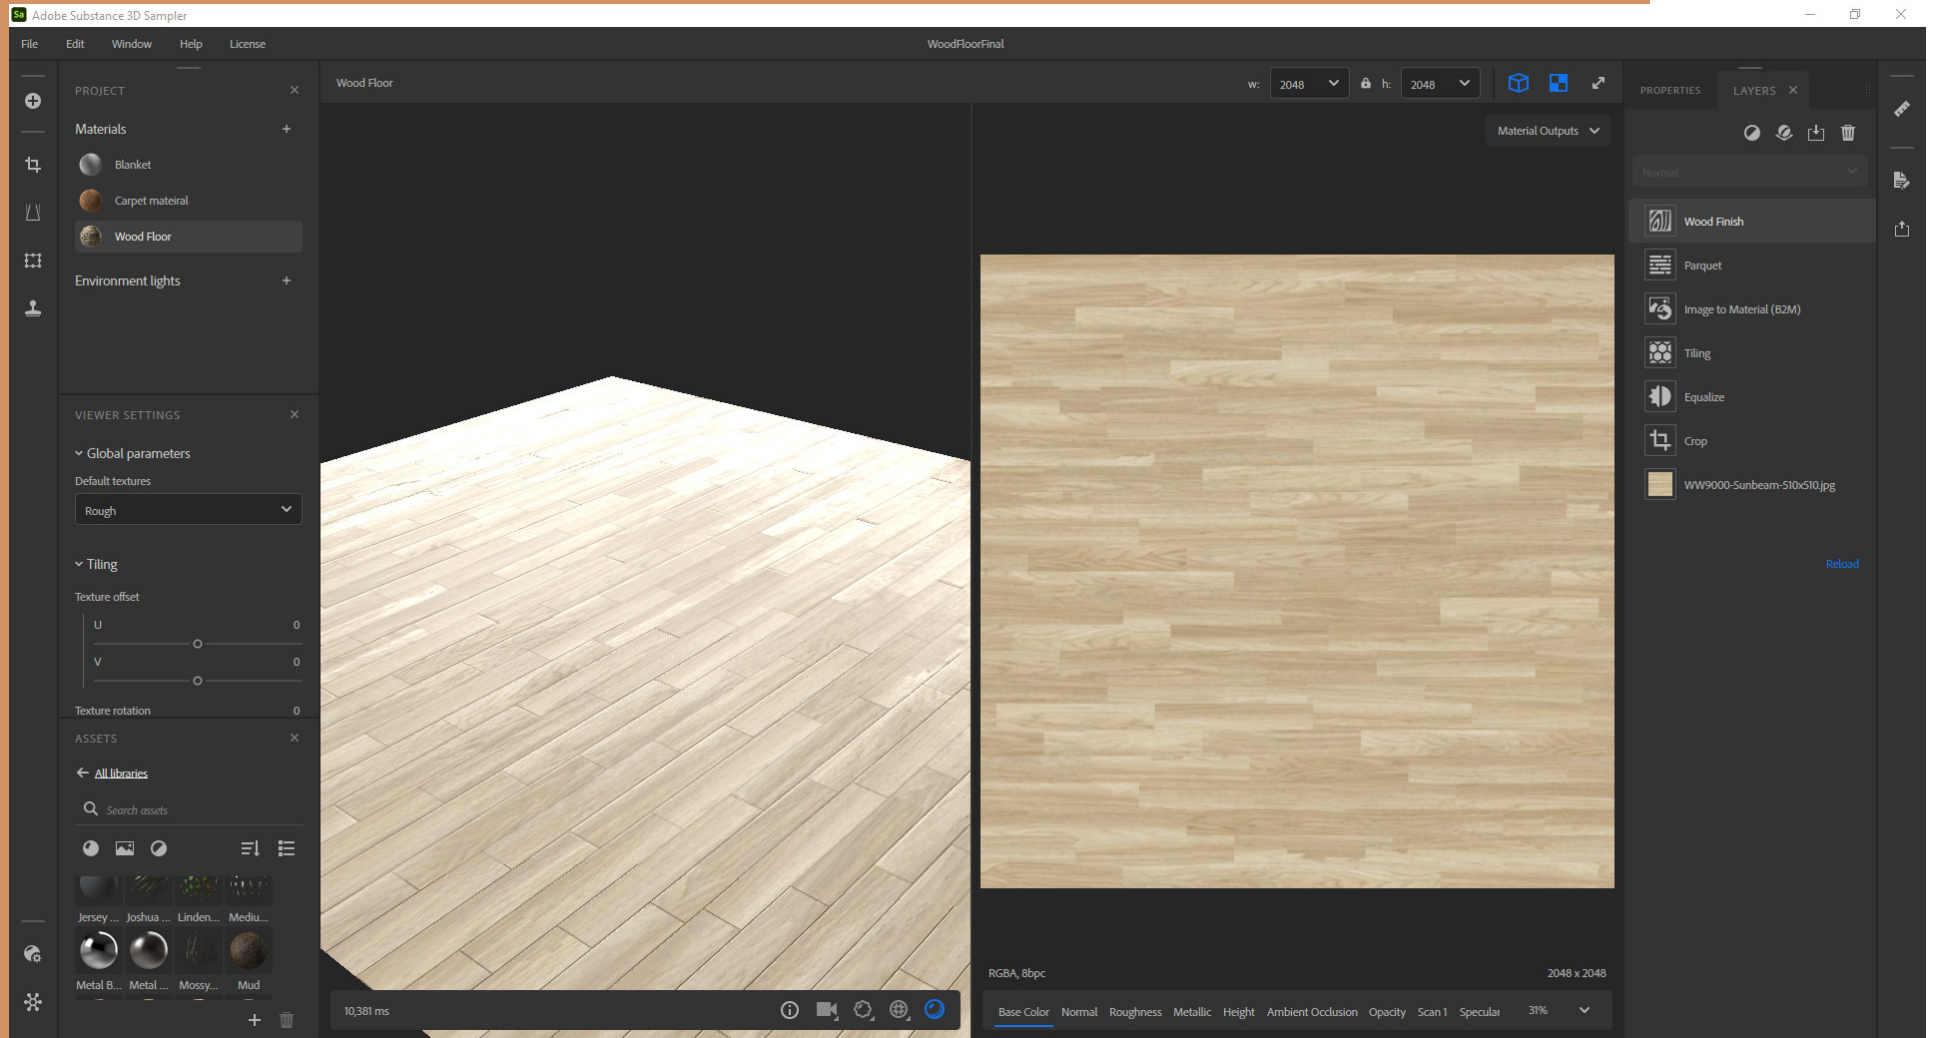 Sa Adobe Substance 3D Sampler
File Edit Window Help License WoodFloorFinal
PROJECT
Materials
Blanket
Carpet mateiral
Wood Floor
Environment lights
VIEWER SETTINGS
Global parameters
Default textures
Rough
Tiling
Texture offset
U 0
V 0
Texture rotation 0
ASSETS
All libraries
Search assets
Jersey ... Joshua ... Linden... Mediu...
Metal B... Metal ... Mossy... Mud
Wood Floor w: 2048 h: 2048
Material Outputs
10,381 ms
RGBA, 8bpc 2048 x 2048
Base Color Normal Roughness Metallic Height Ambient Occlusion Opacity Scan 1 Specular 31%
PROPERTIES LAYERS
Normal
Wood Finish
Parquet
Image to Material (B2M)
Tiling
Equalize
Crop
WW9000-Sunbeam-510x510.jpg
Reload